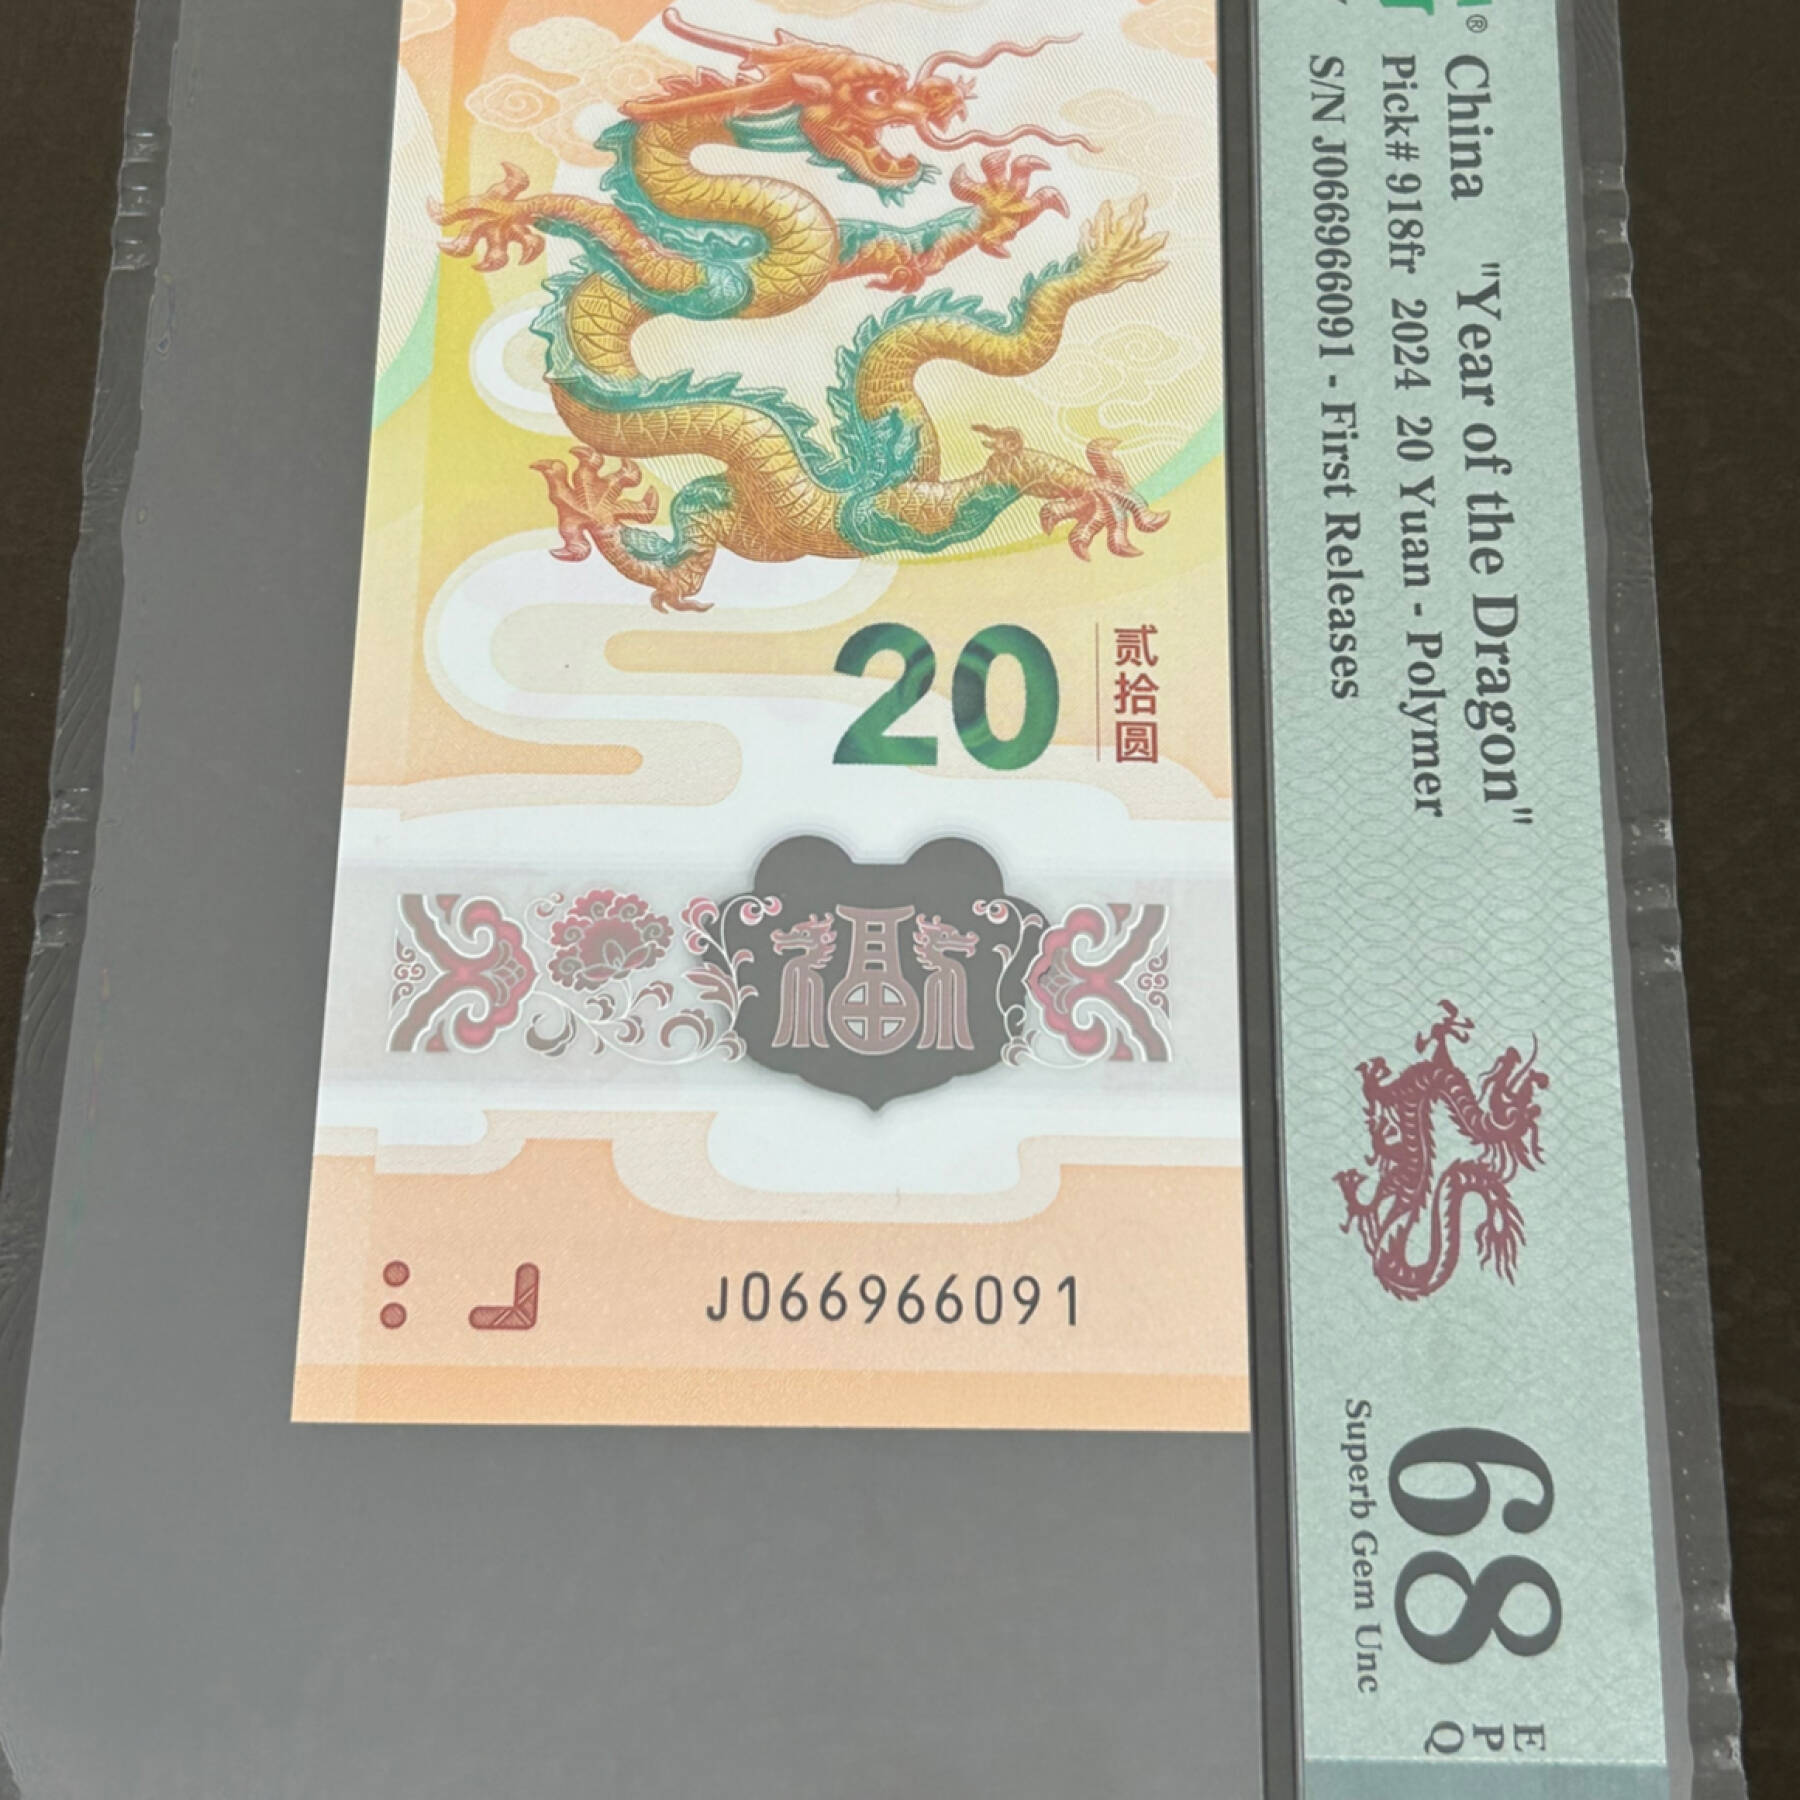 20
贰拾圆
福
J066966091
China "Year of the Dragon"
Pick# 918fr 2024 20 Yuan - Polymer
S/N J066966091 - First Releases
68
Superb Gem Unc
E
P
Q